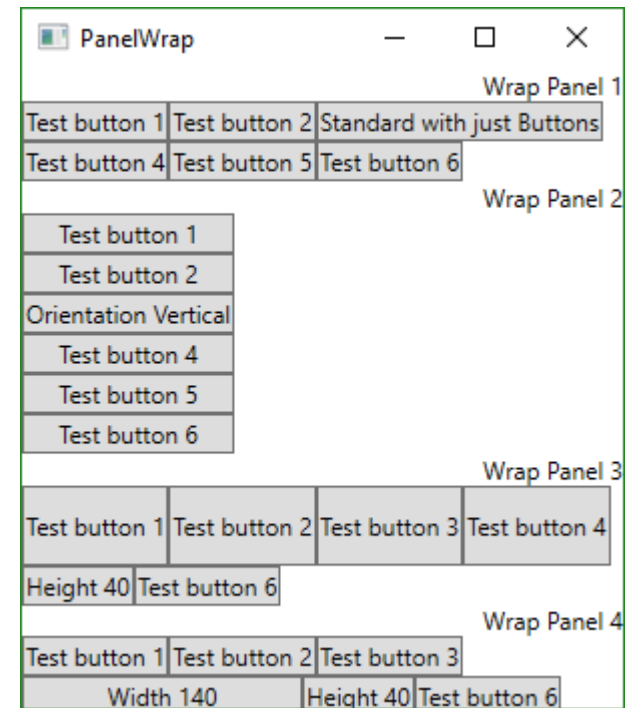 PanelWrap
Wrap Panel 1
Test button 1 Test button 2 Standard with just Buttons
Test button 4 Test button 5 Test button 6
Wrap Panel 2
Test button 1
Test button 2
Orientation Vertical
Test button 4
Test button 5
Test button 6
Wrap Panel 3
Test button 1 Test button 2 Test button 3 Test button 4
Height 40 Test button 6
Wrap Panel 4
Test button 1 Test button 2 Test button 3
Width 140 Height 40 Test button 6